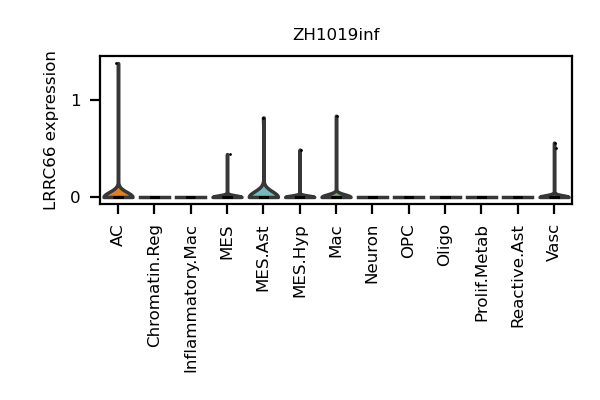 ZH1019inf
LRRC66 expression
1
0
AC
Chromatin.Reg
Inflammatory.Mac
MES
MES.Ast
MES.Hyp
Mac
Neuron
OPC
Oligo
Prolif.Metab
Reactive.Ast
Vasc